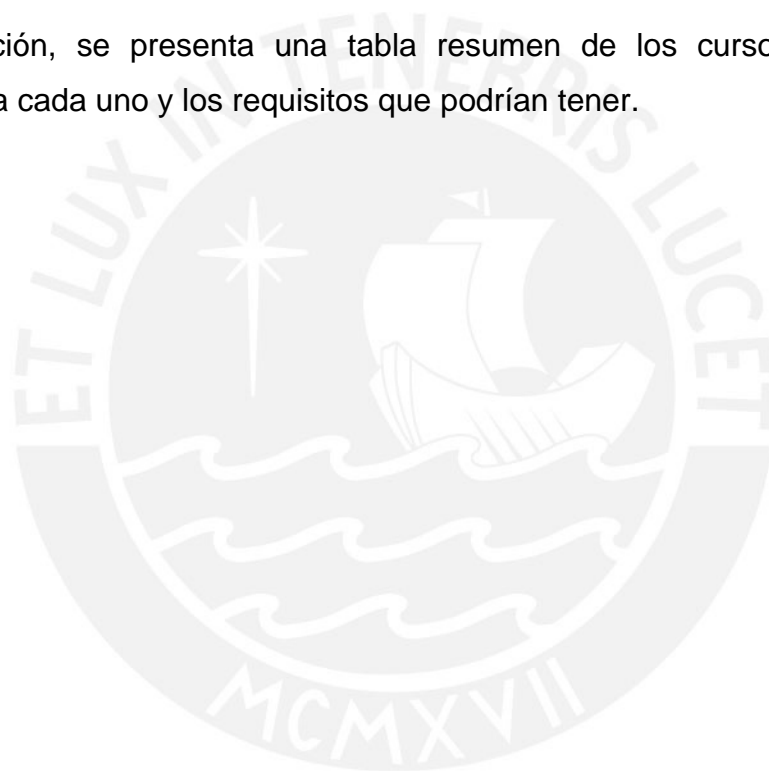 ción, se presenta una tabla resumen de los curso
a cada uno y los requisitos que podrían tener.
ET LUX IN TENEBRIS LUCET
MCMXVII